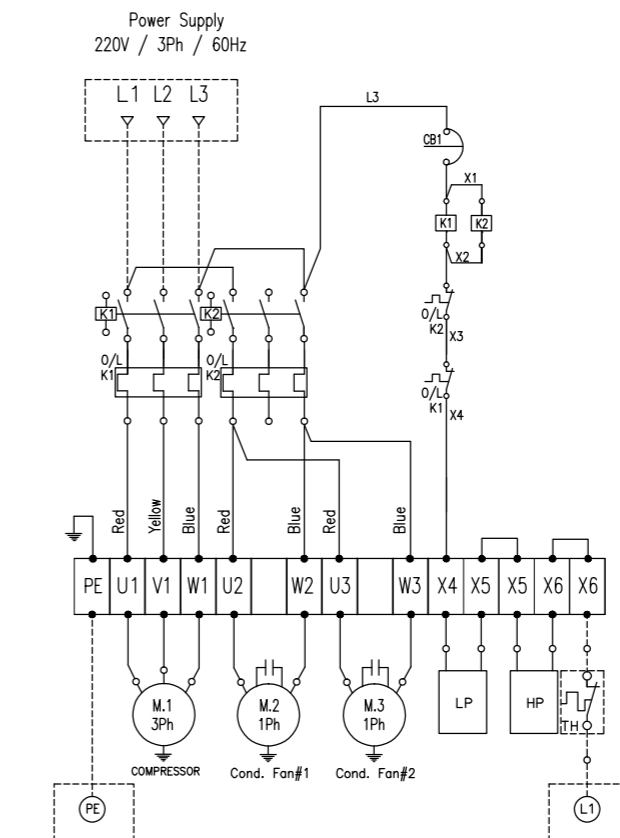 Power Supply
220V / 3Ph / 60Hz
L1 L2 L3
L3
CB1
X1
K1 K2
X2
O/L
K2
X3
O/L
K1
X4
K1 K2
O/L
K1
O/L
K2
Red Yellow Blue Red Blue Red Blue
PE U1 V1 W1 U2 W2 U3 W3 X4 X5 X5 X6 X6
M.1
3Ph
M.2
1Ph
M.3
1Ph
LP
HP
TH
COMPRESSOR
Cond. Fan#1
Cond. Fan#2
PE
L1